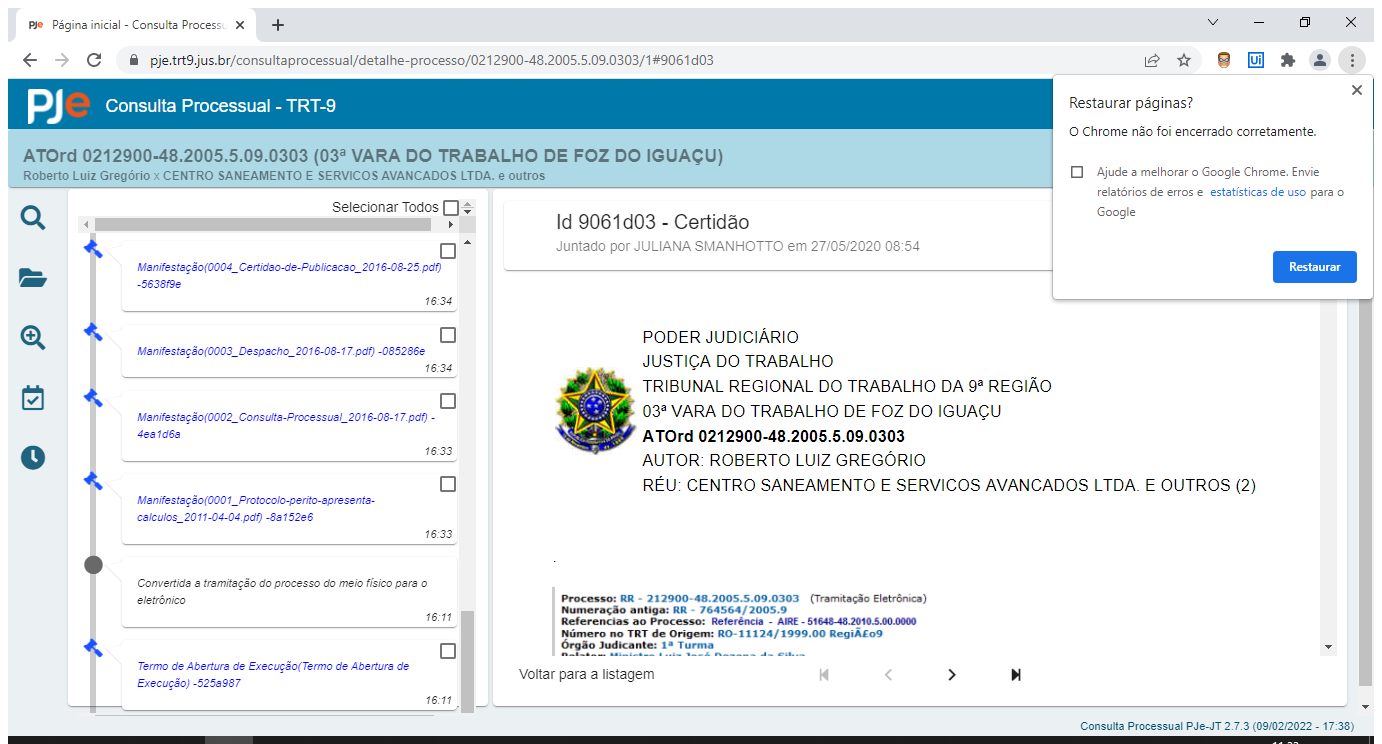 PJe Página inicial - Consulta Processu
pje.trt9.jus.br/consultaprocessual/detalhe-processo/0212900-48.2005.5.09.0303/1#9061d03
Ui
PJe Consulta Processual - TRT-9
ATOrd 0212900-48.2005.5.09.0303 (03ª VARA DO TRABALHO DE FOZ DO IGUAÇU)
Roberto Luiz Gregório x CENTRO SANEAMENTO E SERVICOS AVANCADOS LTDA. e outros
Restaurar páginas?
O Chrome não foi encerrado corretamente.
Ajude a melhorar o Google Chrome. Envie
relatórios de erros e estatísticas de uso para o
Google
Restaurar
Selecionar Todos
Manifestação(0004_Certidao-de-Publicacao_2016-08-25.pdf)
-5638f9e
16:34
Manifestação(0003_Despacho_2016-08-17.pdf) -085286e
16:34
Manifestação(0002_Consulta-Processual_2016-08-17.pdf) -
4ea1d6a
16:33
Manifestação(0001_Protocolo-perito-apresenta-
calculos_2011-04-04.pdf) -8a152e6
16:33
Convertida a tramitação do processo do meio físico para o
eletrônico
16:11
Termo de Abertura de Execução(Termo de Abertura de
Execução) -525a987
16:11
Id 9061d03 - Certidão
Juntado por JULIANA SMANHOTTO em 27/05/2020 08:54
PODER JUDICIÁRIO
JUSTIÇA DO TRABALHO
TRIBUNAL REGIONAL DO TRABALHO DA 9ª REGIÃO
03ª VARA DO TRABALHO DE FOZ DO IGUAÇU
ATOrd 0212900-48.2005.5.09.0303
AUTOR: ROBERTO LUIZ GREGÓRIO
RÉU: CENTRO SANEAMENTO E SERVICOS AVANCADOS LTDA. E OUTROS (2)
.
Processo: RR - 212900-48.2005.5.09.0303 (Tramitação Eletrônica)
Numeração antiga: RR - 764564/2005.9
Referencias ao Processo: Referência - AIRE - 51648-48.2010.5.00.0000
Número no TRT de Origem: RO-11124/1999.00 RegiÃ£o9
Órgão Judicante: 1ª Turma
Relator: Ministro Luiz José Dezena da Silva
Voltar para a listagem
Consulta Processual PJe-JT 2.7.3 (09/02/2022 - 17:38)